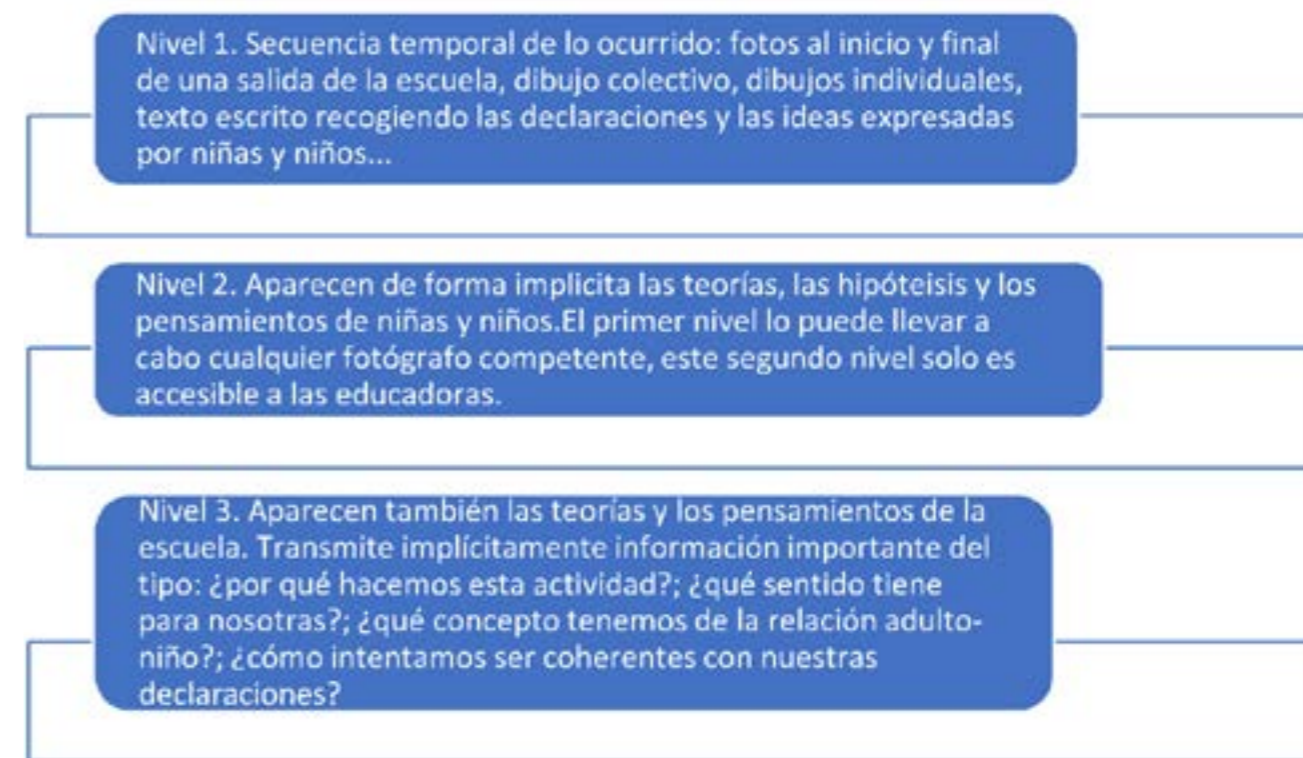 Nivel 1. Secuencia temporal de lo ocurrido: fotos al inicio y final
de una salida de la escuela, dibujo colectivo, dibujos individuales,
texto escrito recogiendo las declaraciones y las ideas expresadas
por niñas y niños...
Nivel 2. Aparecen de forma implicita las teorías, las hipóteisis y los
pensamientos de niñas y niños.El primer nivel lo puede llevar a
cabo cualquier fotógrafo competente, este segundo nivel solo es
accesible a las educadoras.
Nivel 3. Aparecen también las teorías y los pensamientos de la
escuela. Transmite implícitamente información importante del
tipo: ¿por qué hacemos esta actividad?; ¿qué sentido tiene
para nosotras?; ¿qué concepto tenemos de la relación adulto-
niño?; ¿cómo intentamos ser coherentes con nuestras
declaraciones?